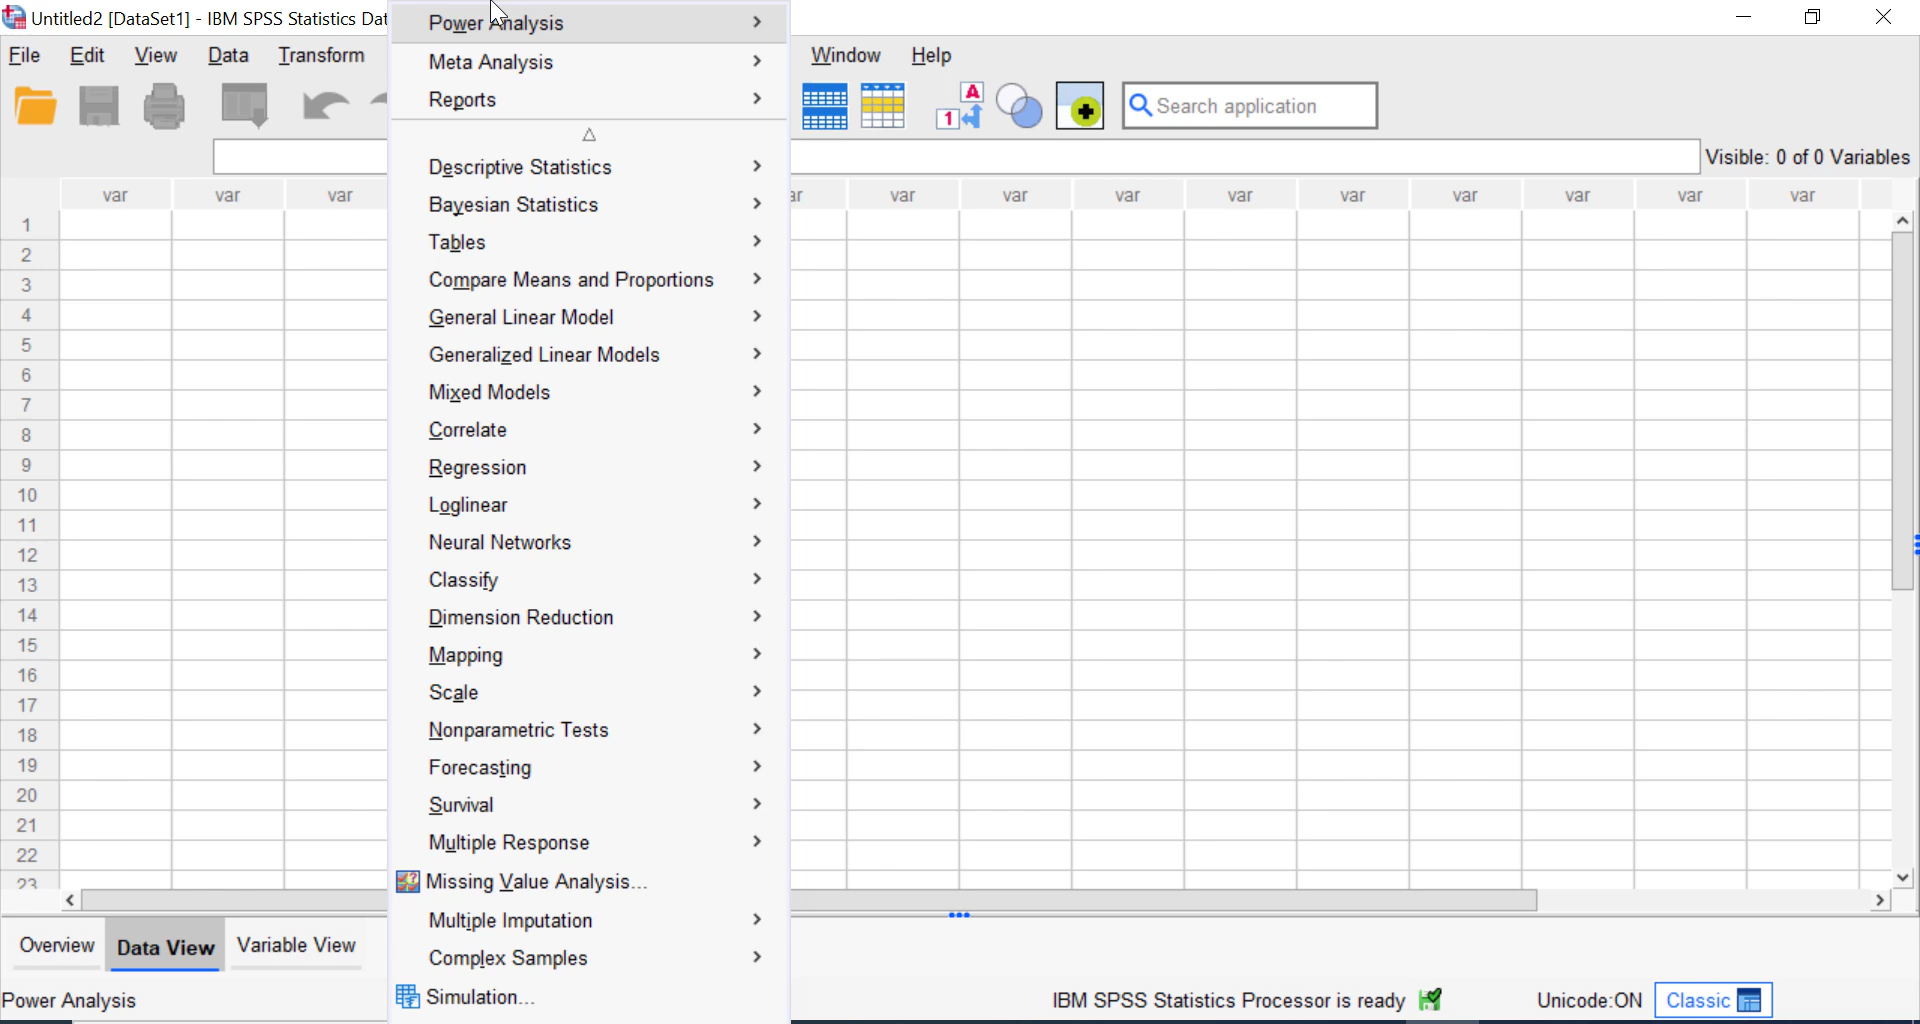 Untitled2 [DataSet1] - IBM SPSS Statistics Dat
File Edit View Data Transform
Window Help
Search application
Visible: 0 of 0 Variables
Power Analysis
Meta Analysis
Reports
Descriptive Statistics
Bayesian Statistics
Tables
Compare Means and Proportions
General Linear Model
Generalized Linear Models
Mixed Models
Correlate
Regression
Loglinear
Neural Networks
Classify
Dimension Reduction
Mapping
Scale
Nonparametric Tests
Forecasting
Survival
Multiple Response
Missing Value Analysis...
Multiple Imputation
Complex Samples
Simulation...
var var var ar var var var var var var var var var
1
2
3
4
5
6
7
8
9
10
11
12
13
14
15
16
17
18
19
20
21
22
23
Overview Data View Variable View
Power Analysis
IBM SPSS Statistics Processor is ready
Unicode:ON
Classic
A
1